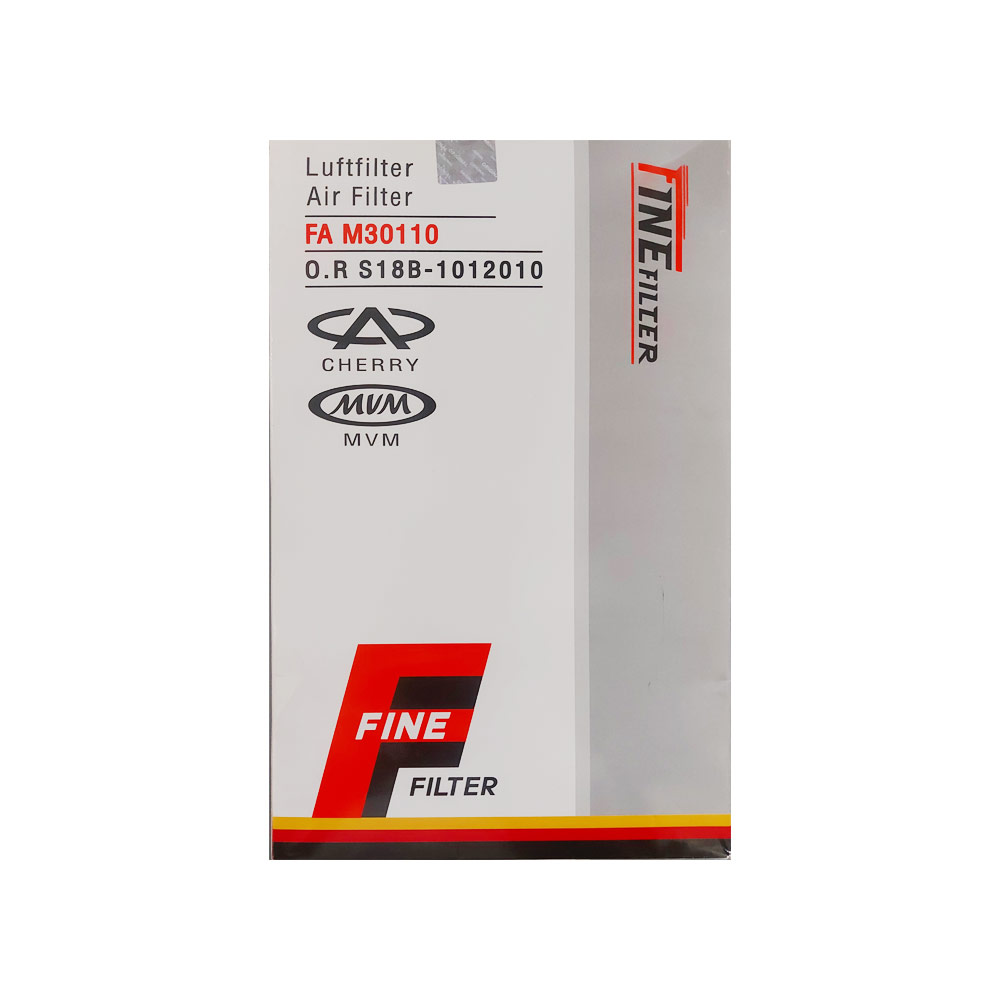 Luftfilter
Air Filter
FA M30110
O.R S18B-1012010
CHERRY
MVM
MVM
FINE
FILTER
FINE
FILTER